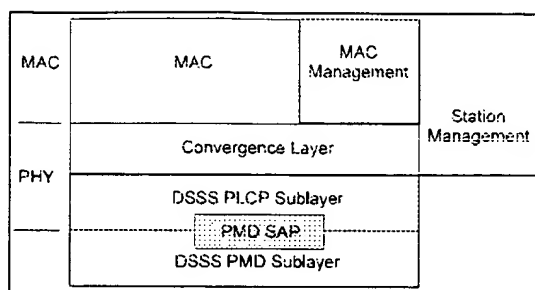 MAC
MAC
MAC
Management
Station
Management
Convergence Layer
PHY
DSSS PLCP Sublayer
PMD SAP
DSSS PMD Sublayer